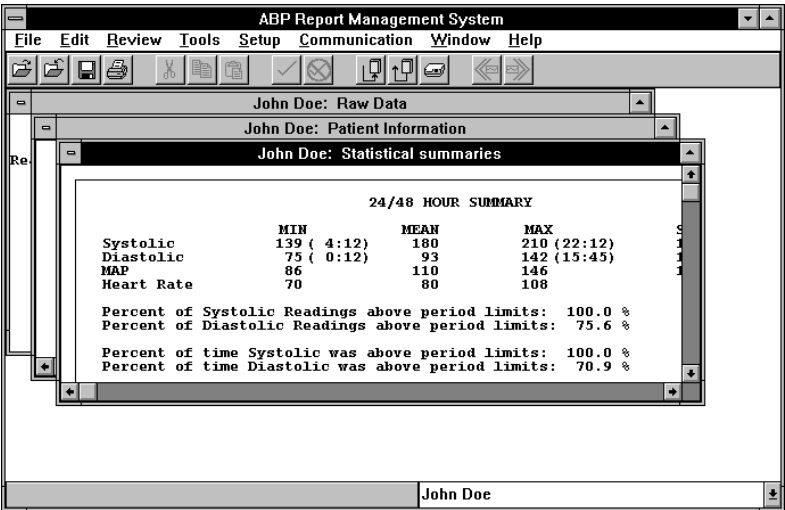 ABP Report Management System
File Edit Review Tools Setup Communication Window Help
John Doe: Raw Data
John Doe: Patient Information
Re
John Doe: Statistical summaries
24/48 HOUR SUMMARY
MIN MEAN MAX S
Systolic 139 ( 4:12) 180 210 (22:12) 1
Diastolic 75 ( 0:12) 93 142 (15:45) 1
MAP 86 110 146 1
Heart Rate 70 80 108
Percent of Systolic Readings above period limits: 100.0 %
Percent of Diastolic Readings above period limits: 75.6 %
Percent of time Systolic was above period limits: 100.0 %
Percent of time Diastolic was above period limits: 70.9 %
John Doe